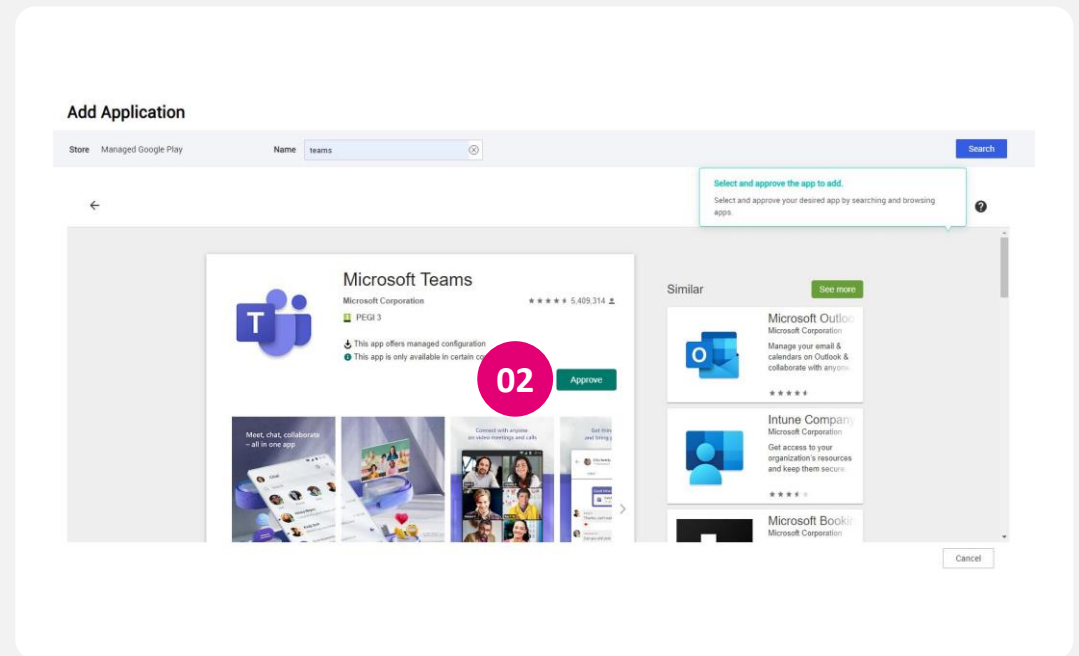 Add Application
Store Managed Google Play Name teams Search
Select and approve the app to add.
Select and approve your desired app by searching and browsing
apps.
Microsoft Teams
Microsoft Corporation 5,409,314
PEGI 3
This app offers managed configuration
This app is only available in certain
02
Approve
Meet, chat, collaborate
– all in one app
Connect with anyone
on video meetings and calls
and bring
Similar
See more
Microsoft Outloo
Microsoft Corporation
Manage your email &
calendars on Outlook &
collaborate with anyone
Intune Company
Microsoft Corporation
Get access to your
organization's resources
and keep them secure
Microsoft Bookin
Microsoft Corporation
Cancel